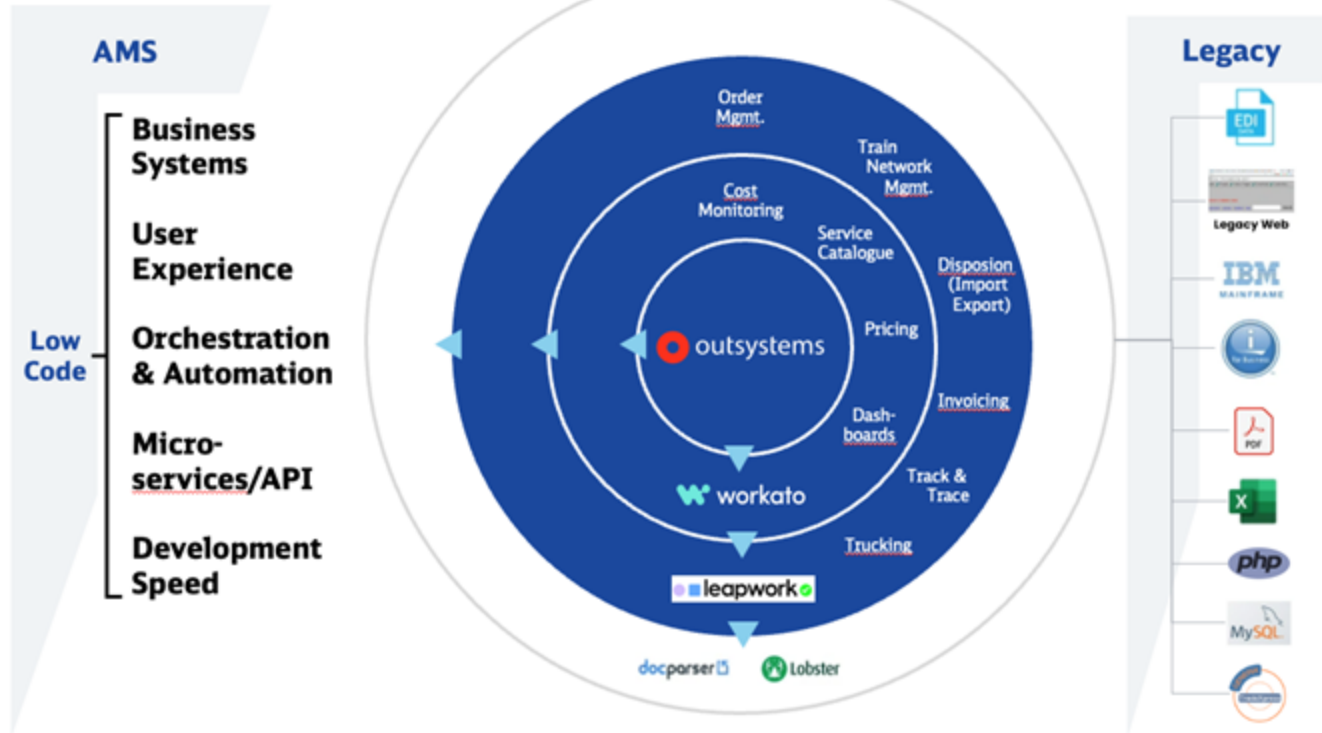 AMS
Business
Systems
User
Experience
Orchestration
& Automation
Micro-
services/API
Development
Speed
Low
Code
Order
Mgmt.
Train
Network
Mgmt.
Cost
Monitoring
Service
Catalogue
Disposion
(Import
Export)
Pricing
outsystems
Invoicing
Dash-
boards
Track &
Trace
workato
Trucking
leapwork
docparser
Lobster
Legacy
EDI
Legacy Web
IBM
MAINFRAME
i
for Business
PDF
X
php
MySQL